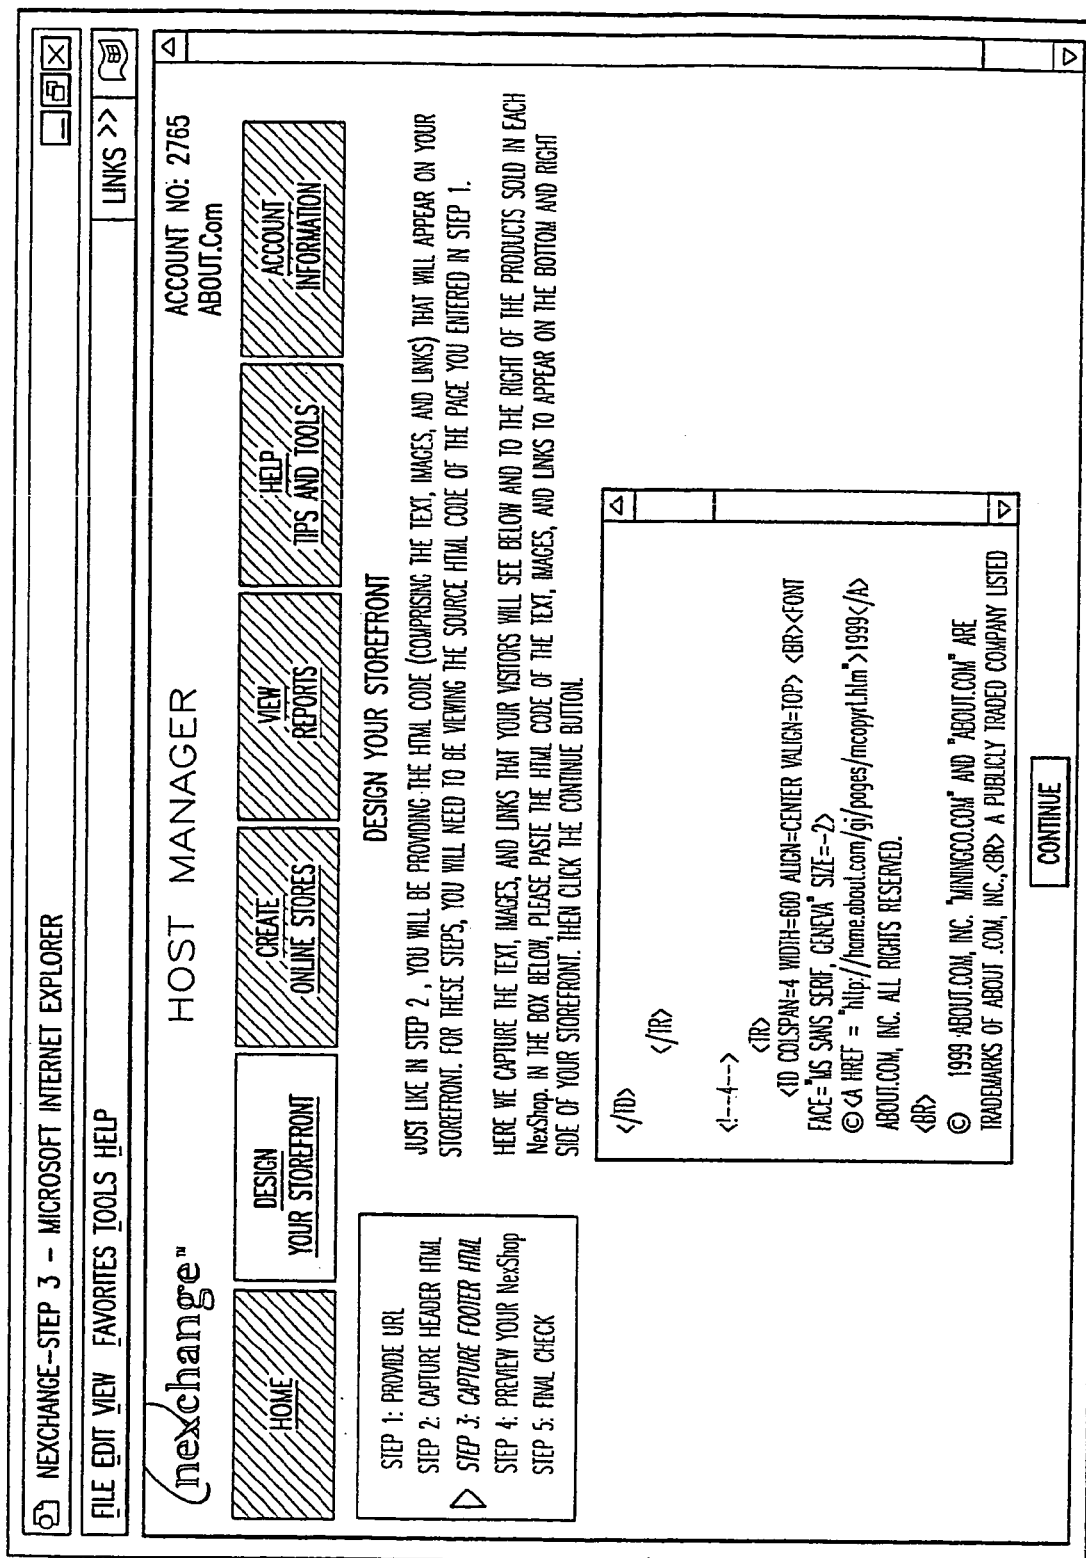 NEXCHANGE-STEP 3 - MICROSOFT INTERNET EXPLORER
FILE EDIT VIEW FAVORITES TOOLS HELP
LINKS >>
nexchange™
HOST MANAGER
ACCOUNT NO: 2765
ABOUT.Com
HOME
DESIGN
YOUR STOREFRONT
CREATE
ONLINE STORES
VIEW
REPORTS
HELP
TIPS AND TOOLS
ACCOUNT
INFORMATION
STEP 1: PROVIDE URL
STEP 2: CAPTURE HEADER HTML
STEP 3: CAPTURE FOOTER HTML
STEP 4: PREVIEW YOUR NexShop
STEP 5: FINAL CHECK
DESIGN YOUR STOREFRONT
JUST LIKE IN STEP 2 , YOU WILL BE PROVIDING THE HTML CODE (COMPRISING THE TEXT, IMAGES, AND LINKS) THAT WILL APPEAR ON YOUR
STOREFRONT. FOR THESE STEPS, YOU WILL NEED TO BE VIEWING THE SOURCE HTML CODE OF THE PAGE YOU ENTERED IN STEP 1.
HERE WE CAPTURE THE TEXT, IMAGES, AND LINKS THAT YOUR VISITORS WILL SEE BELOW AND TO THE RIGHT OF THE PRODUCTS SOLD IN EACH
NexShop. IN THE BOX BELOW, PLEASE PASTE THE HTML CODE OF THE TEXT, IMAGES, AND LINKS TO APPEAR ON THE BOTTOM AND RIGHT
SIDE OF YOUR STOREFRONT. THEN CLICK THE CONTINUE BUTTON.
</TD>
</TR>
<!---4--->
<TR>
<TD COLSPAN=4 WIDTH=600 ALIGN=CENTER VALIGN=TOP> <BR><FONT
FACE="MS SANS SERIF, GENEVA" SIZE=-2>
© <A HREF = "http://home.about.com/gi/pages/mcopyrt.htm">1999</A>
ABOUT.COM, INC. ALL RIGHTS RESERVED.
<BR>
© 1999 ABOUT.COM, INC. "MININGCO.COM" AND "ABOUT.COM" ARE
TRADEMARKS OF ABOUT .COM, INC.,<BR> A PUBLICLY TRADED COMPANY LISTED
CONTINUE